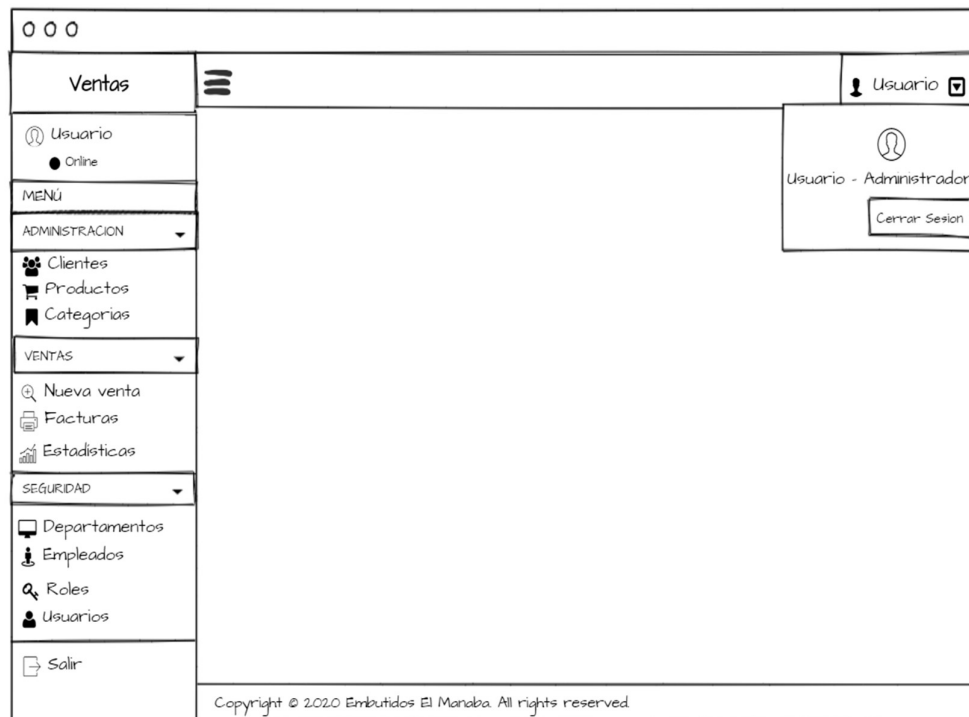 Ventas
Usuario
Usuario
Online
Usuario - Administrador
Cerrar Sesion
MENÚ
ADMINISTRACION
Clientes
Productos
Categorias
VENTAS
Nueva venta
Facturas
Estadísticas
SEGURIDAD
Departamentos
Empleados
Roles
Usuarios
Salir
Copyright © 2020 Embutidos El Manaba. All rights reserved.